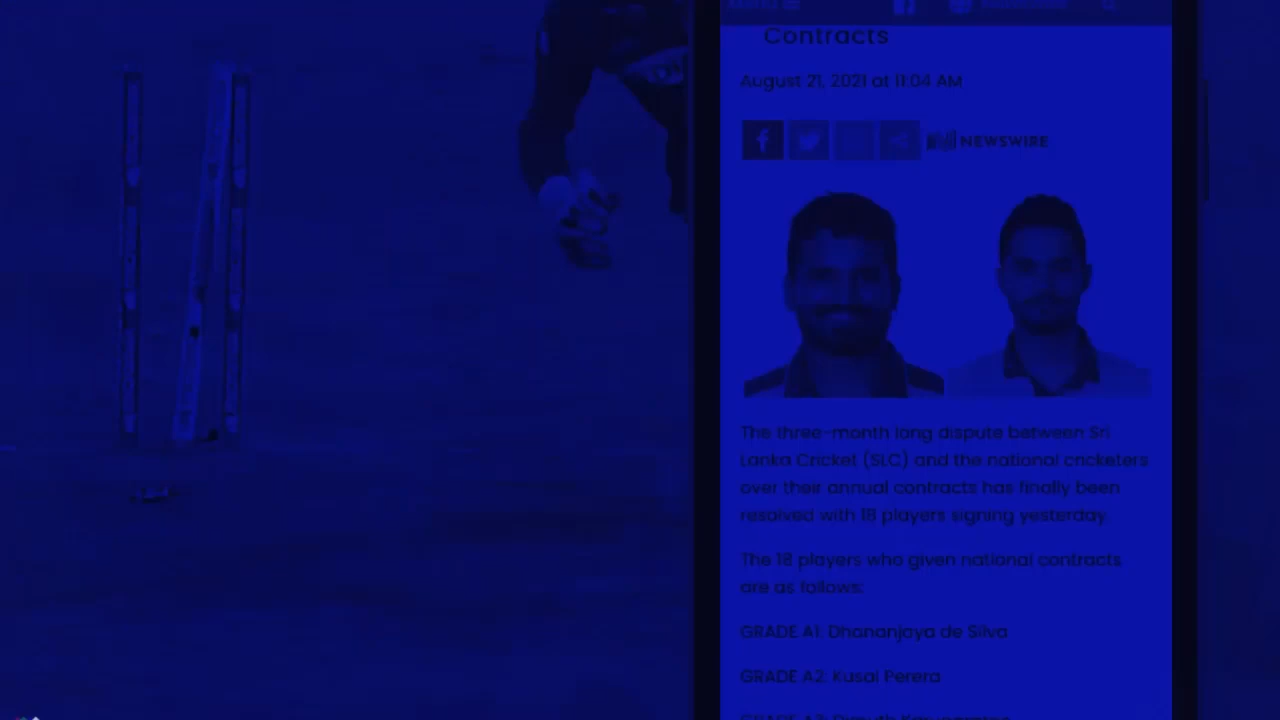 Contracts
August 21, 2021 at 11:04 AM
NEWSWIRE
The three-month long dispute between Sri
Lanka Cricket (SLC) and the national cricketers
over their annual contracts has finally been
resolved with 18 players signing yesterday.
The 18 players who given national contracts
are as follows:
GRADE A1: Dhananjaya de Silva
GRADE A2: Kusal Perera